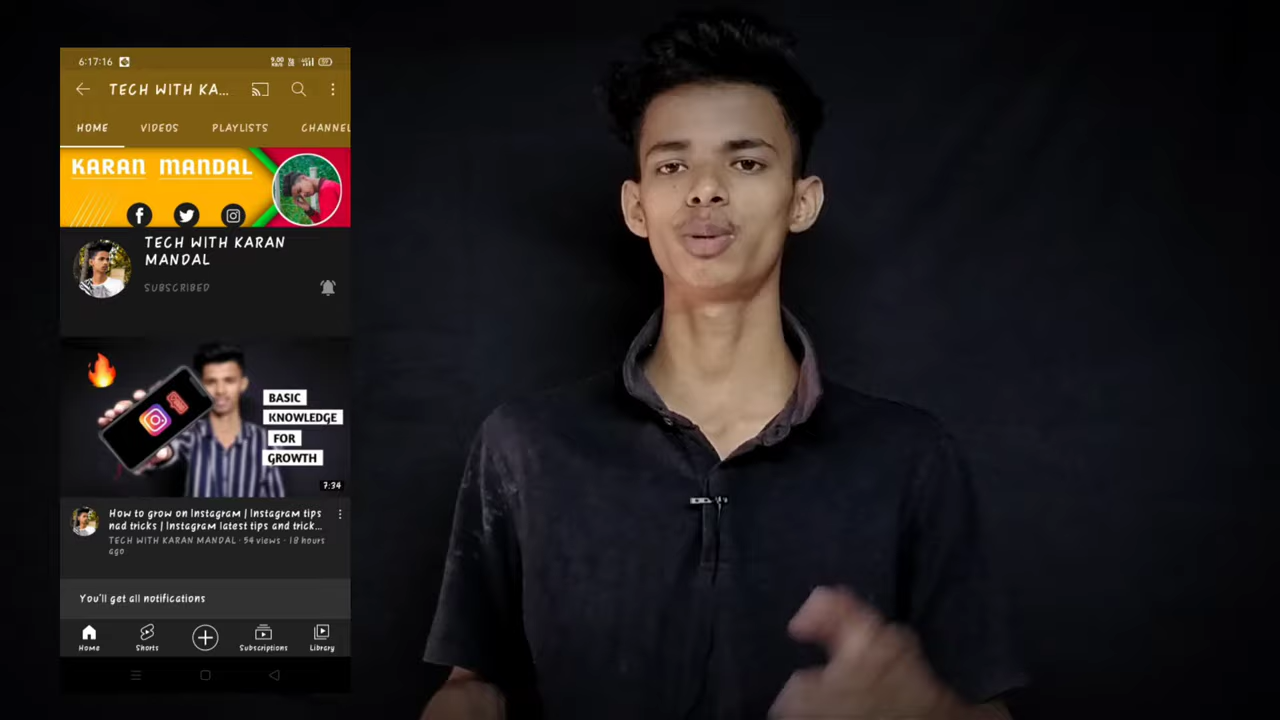 6:17:16
TECH WITH KA...
HOME VIDEOS PLAYLISTS CHANNEL
KARAN MANDAL
TECH WITH KARAN
MANDAL
SUBSCRIBED
BASIC
KNOWLEDGE
FOR
GROWTH
7:34
How to grow on Instagram | Instagram tips
nad tricks | Instagram latest tips and trick...
TECH WITH KARAN MANDAL · 54 views · 18 hours
ago
You'll get all notifications
Home Shorts Subscriptions Library